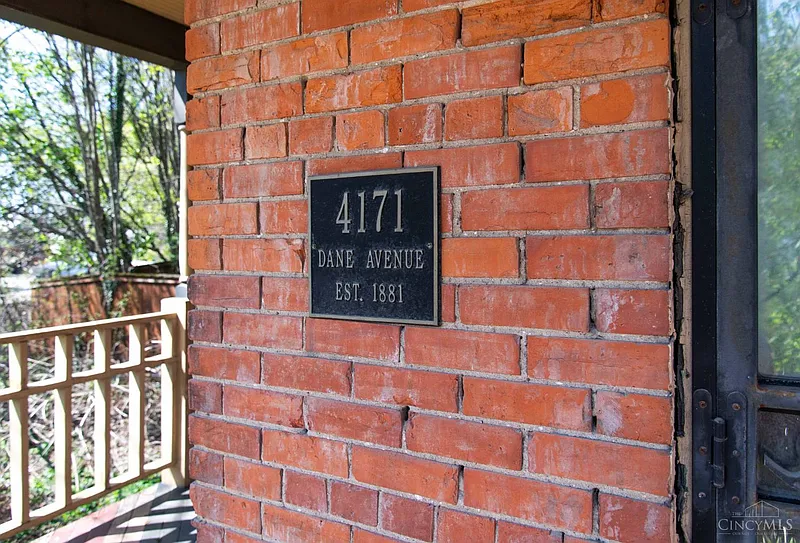 4171
DANE AVENUE
EST. 1881
CINCYMLS